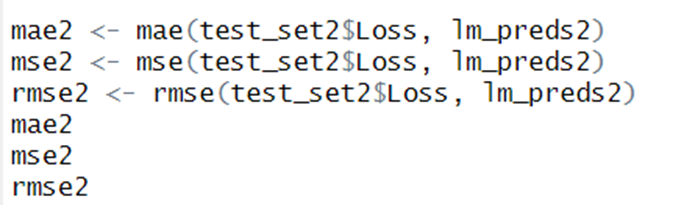 mae2 <- mae(test_set2$Loss, lm_preds2)
mse2 <- mse(test_set2$Loss, lm_preds2)
rmse2 <- rmse(test_set2$Loss, lm_preds2)
mae2
mse2
rmse2